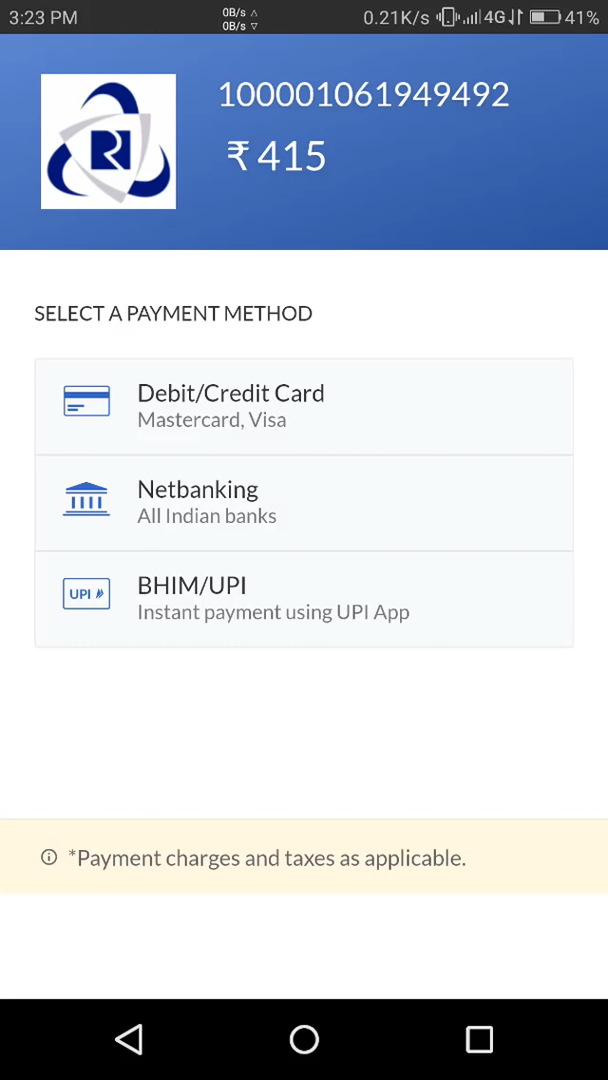 3:23 PM
0B/s △
0B/s ▽
0.21K/s 4G 41%
100001061949492
₹ 415
SELECT A PAYMENT METHOD
Debit/Credit Card
Mastercard, Visa
Netbanking
All Indian banks
UPI
BHIM/UPI
Instant payment using UPI App
*Payment charges and taxes as applicable.